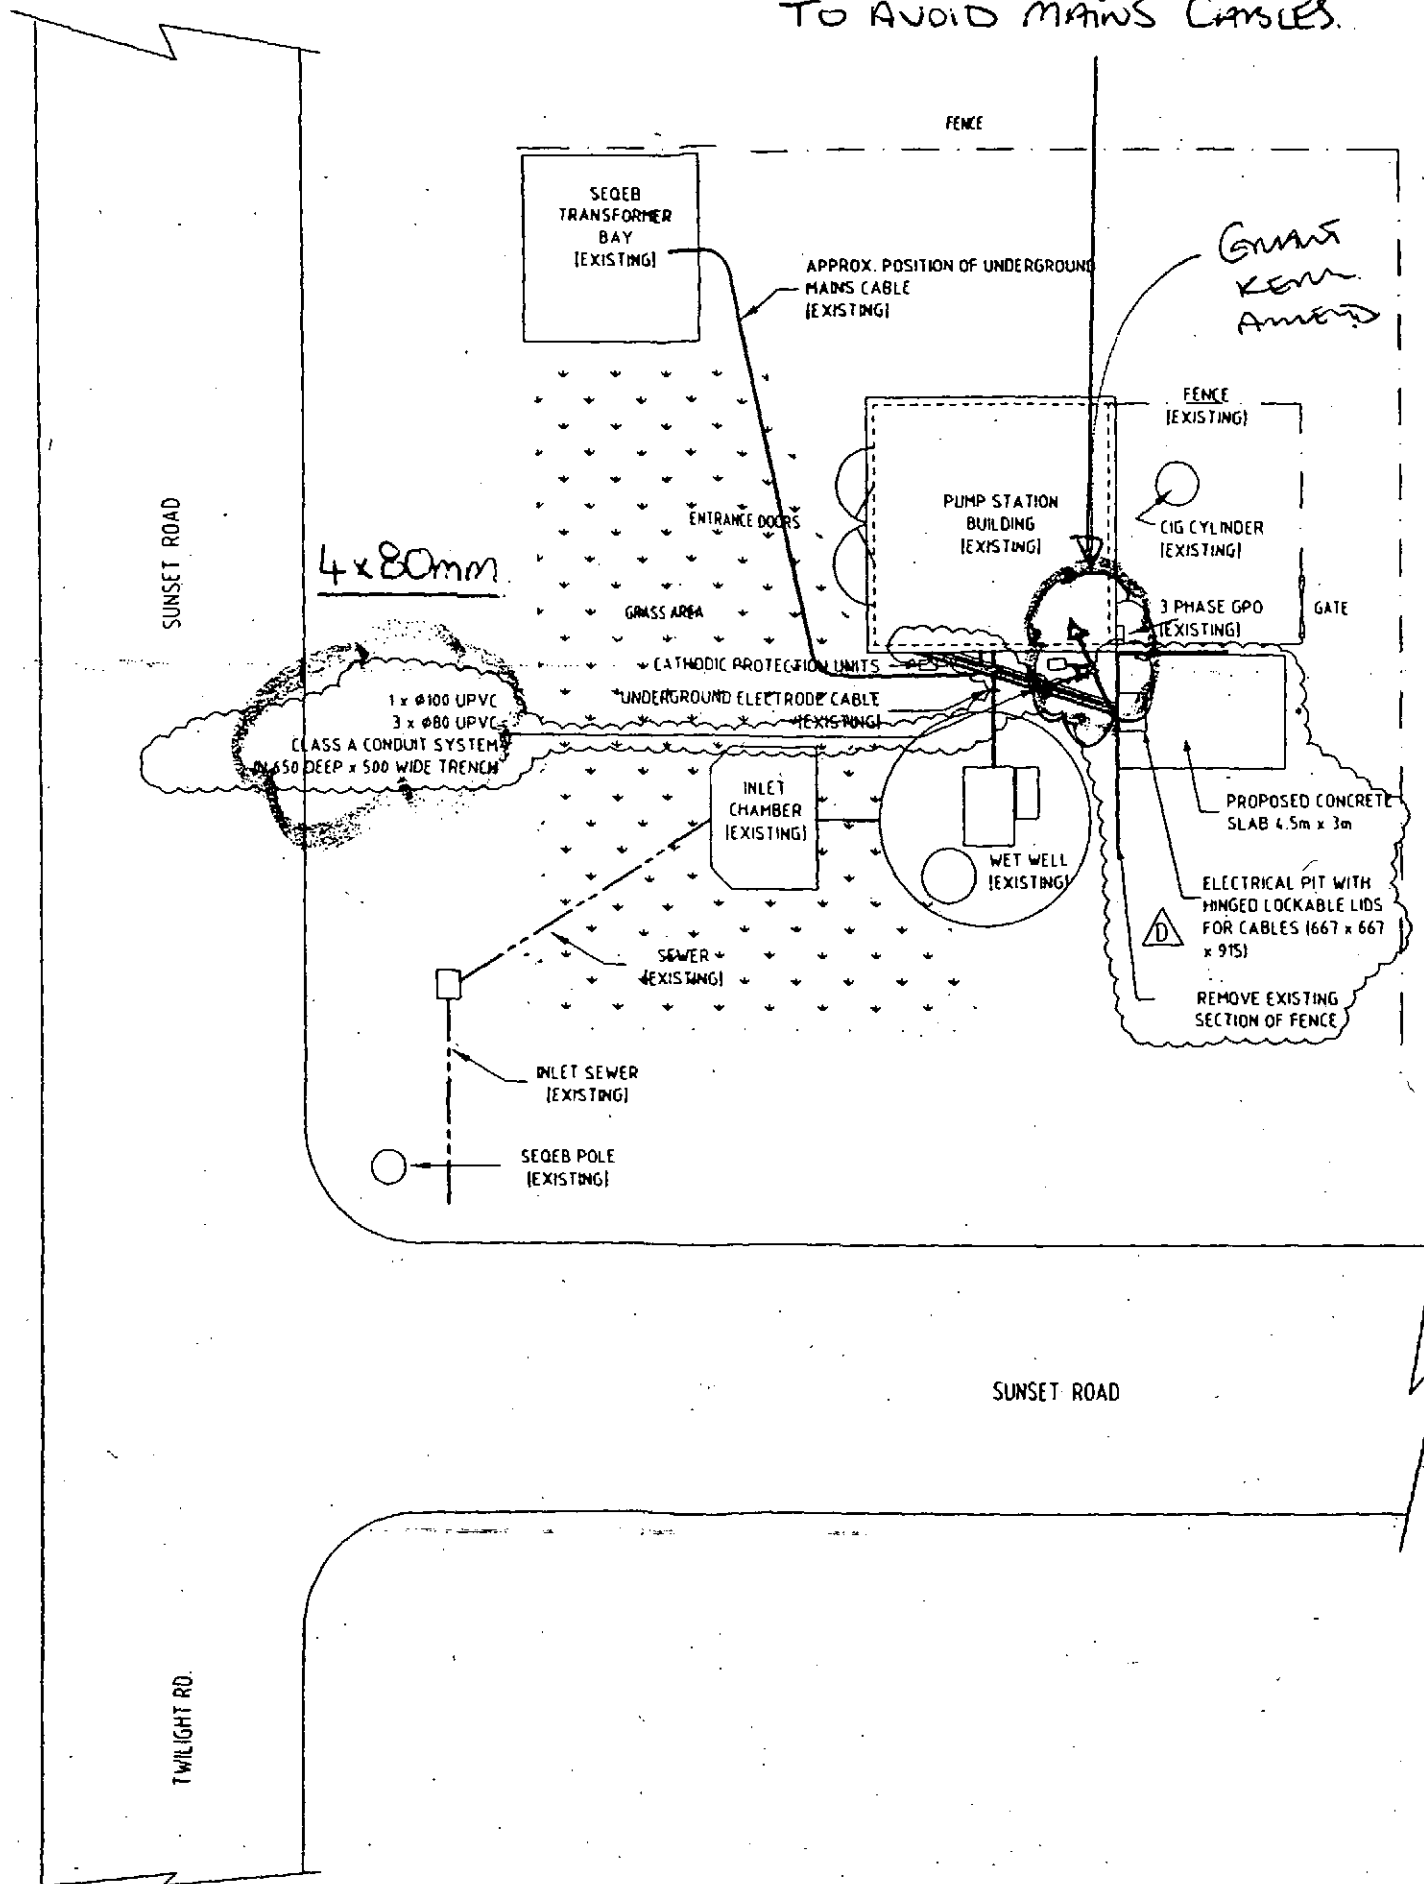 TO AVOID MAINS CABLES.
FENCE
SEQEB
TRANSFORMER
BAY
[EXISTING]
APPROX. POSITION OF UNDERGROUND
MAINS CABLE
[EXISTING]
AMEND
FENCE
[EXISTING]
SUNSET ROAD
ENTRANCE DOORS
PUMP STATION
BUILDING
[EXISTING]
CIG CYLINDER
[EXISTING]
4x80mm
GRASS AREA
3 PHASE GPO
[EXISTING]
GATE
CATHODIC PROTECTION UNITS
UNDERGROUND ELECTRODE CABLE
[EXISTING]
1 x Ø100 UPVC
3 x Ø80 UPVC
CLASS A CONDUIT SYSTEM
IN 650 DEEP x 500 WIDE TRENCH
INLET
CHAMBER
[EXISTING]
WET WELL
[EXISTING]
PROPOSED CONCRETE
SLAB 4.5m x 3m
ELECTRICAL PIT WITH
HINGED LOCKABLE LIDS
FOR CABLES (667 x 667
x 915)
D
REMOVE EXISTING
SECTION OF FENCE
SEWER
[EXISTING]
INLET SEWER
[EXISTING]
SEQEB POLE
[EXISTING]
SUNSET ROAD
TWILIGHT RD.